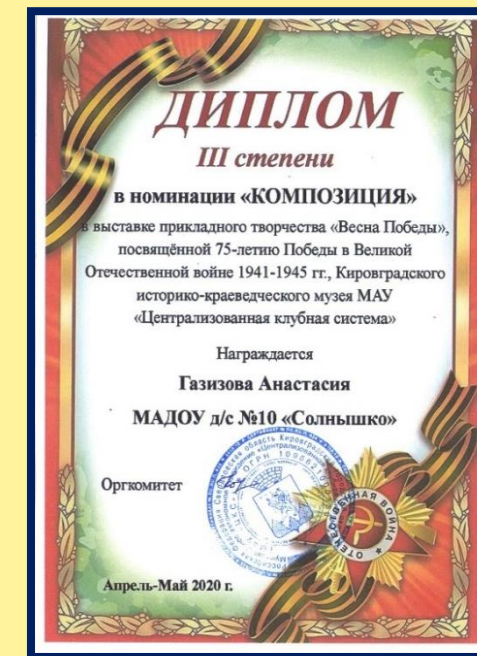 ДИПЛОМ
III степени
в номинации «КОМПОЗИЦИЯ»
в выставке прикладного творчества «Весна Победы»,
посвящённой 75-летию Победы в Великой
Отечественной войне 1941-1945 гг., Кировградского
историко-краеведческого музея МАУ
«Централизованная клубная система»
Награждается
Газизова Анастасия
МАДОУ д/с №10 «Солнышко»
Оргкомитет
ОТЕЧЕСТВЕННАЯ ВОЙНА
Апрель-Май 2020 г.